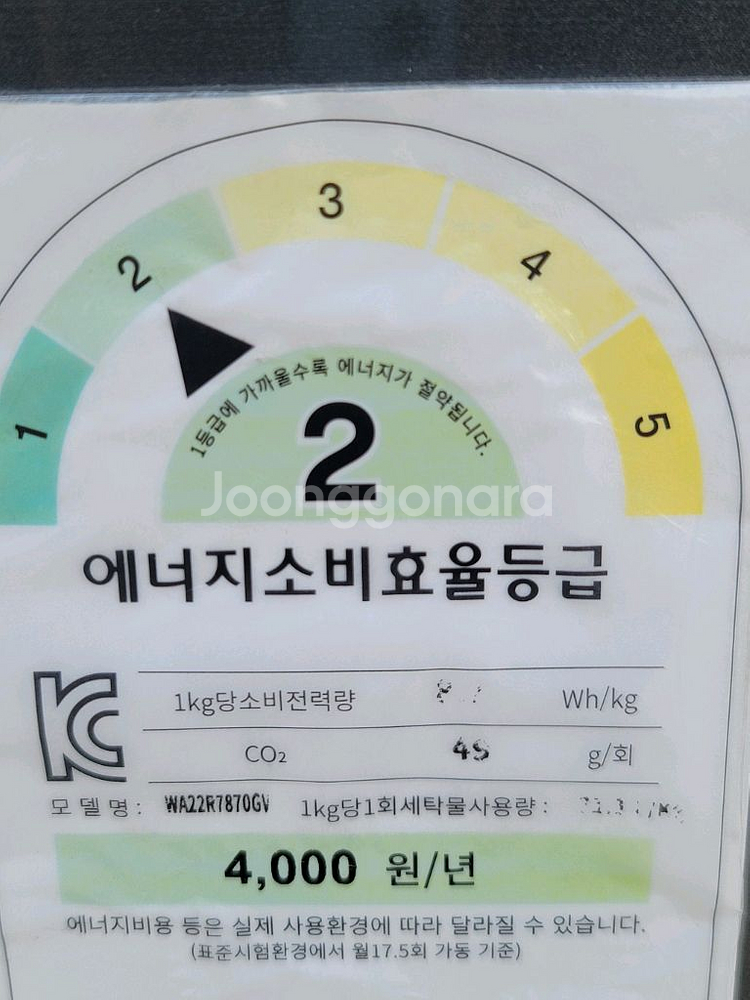 1
2
3
4
5
1등급에 가까울수록 에너지가 절약됩니다.
2
Joonggonara
에너지소비효율등급
1kg당소비전력량 Wh/kg
CO₂ 45 g/회
모델명: WA22R7870GV 1kg당1회세탁물사용량:
4,000 원/년
에너지비용 등은 실제 사용환경에 따라 달라질 수 있습니다.
(표준시험환경에서 월17.5회 가동 기준)